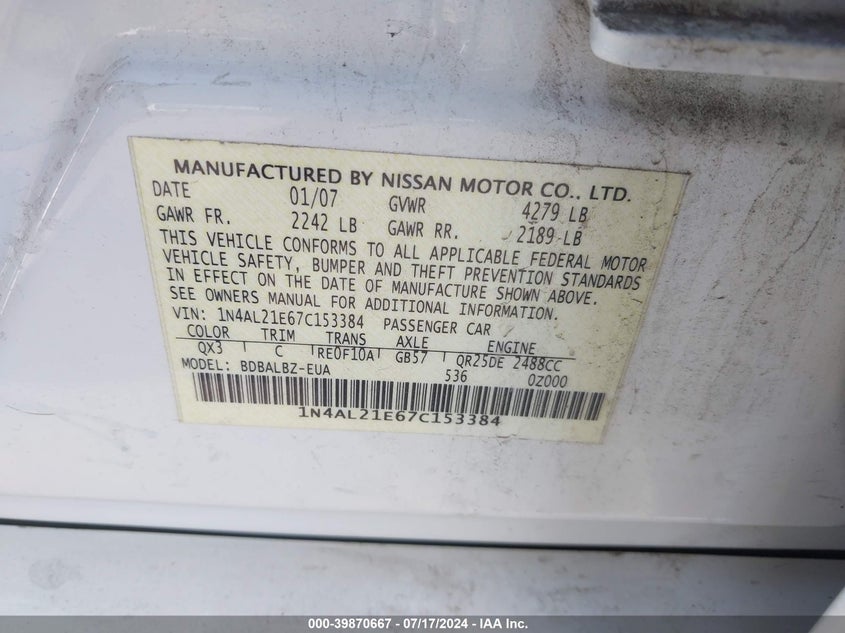 MANUFACTURED BY NISSAN MOTOR CO., LTD.
DATE 01/07 GVWR 4279 LB
GAWR FR. 2242 LB GAWR RR. 2189 LB
THIS VEHICLE CONFORMS TO ALL APPLICABLE FEDERAL MOTOR
VEHICLE SAFETY, BUMPER AND THEFT PREVENTION STANDARDS
IN EFFECT ON THE DATE OF MANUFACTURE SHOWN ABOVE.
SEE OWNERS MANUAL FOR ADDITIONAL INFORMATION.
VIN: 1N4AL21E67C153384 PASSENGER CAR
COLOR TRIM TRANS AXLE ENGINE
QX3 C RE0F10A GB57 QR25DE 2488CC
MODEL: BDBALBZ-EUA 536 0Z000
1N4AL21E67C153384
000-39870667 - 07/17/2024 - IAA Inc.